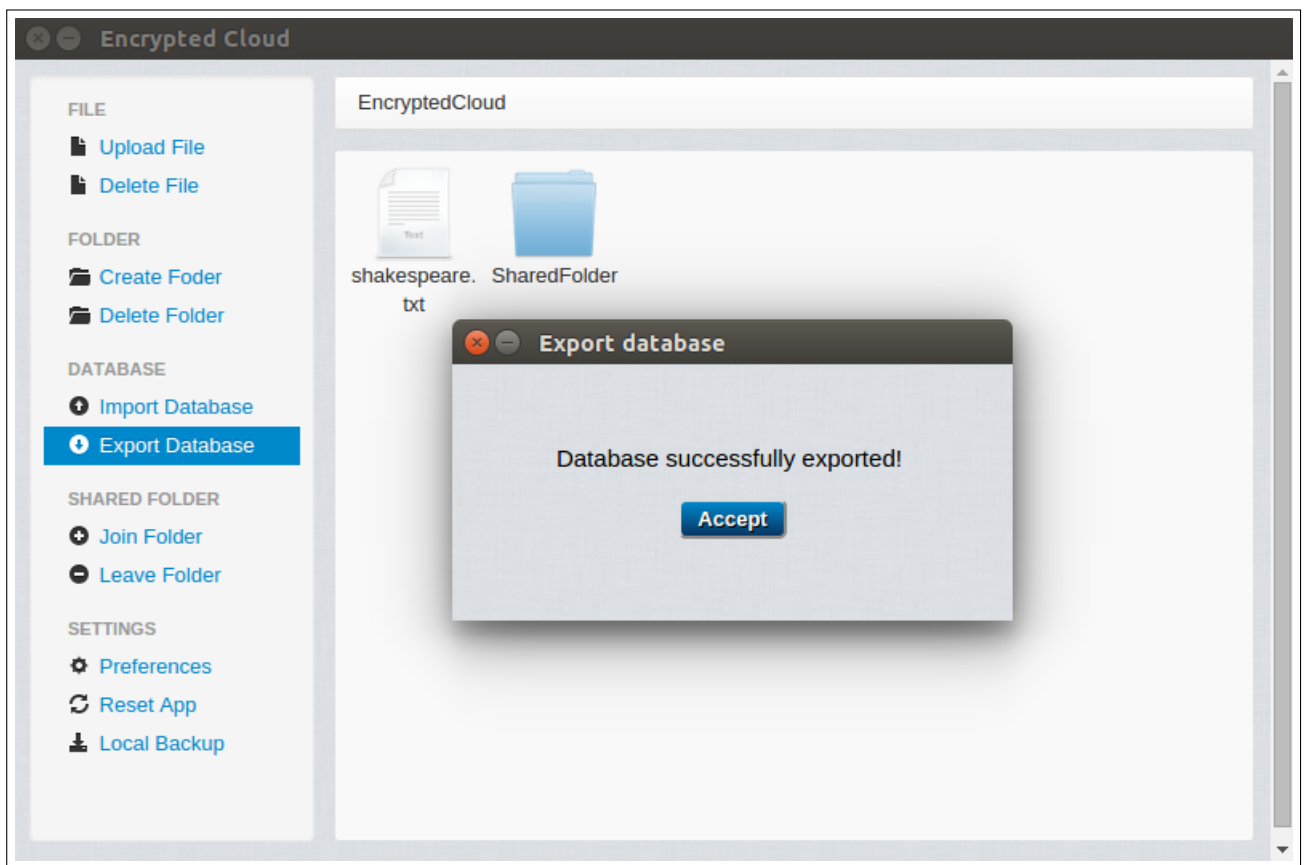 Encrypted Cloud
FILE
Upload File
Delete File
FOLDER
Create Foder
Delete Folder
DATABASE
Import Database
Export Database
SHARED FOLDER
Join Folder
Leave Folder
SETTINGS
Preferences
Reset App
Local Backup
EncryptedCloud
Text
shakespeare.
txt
SharedFolder
Export database
Database successfully exported!
Accept